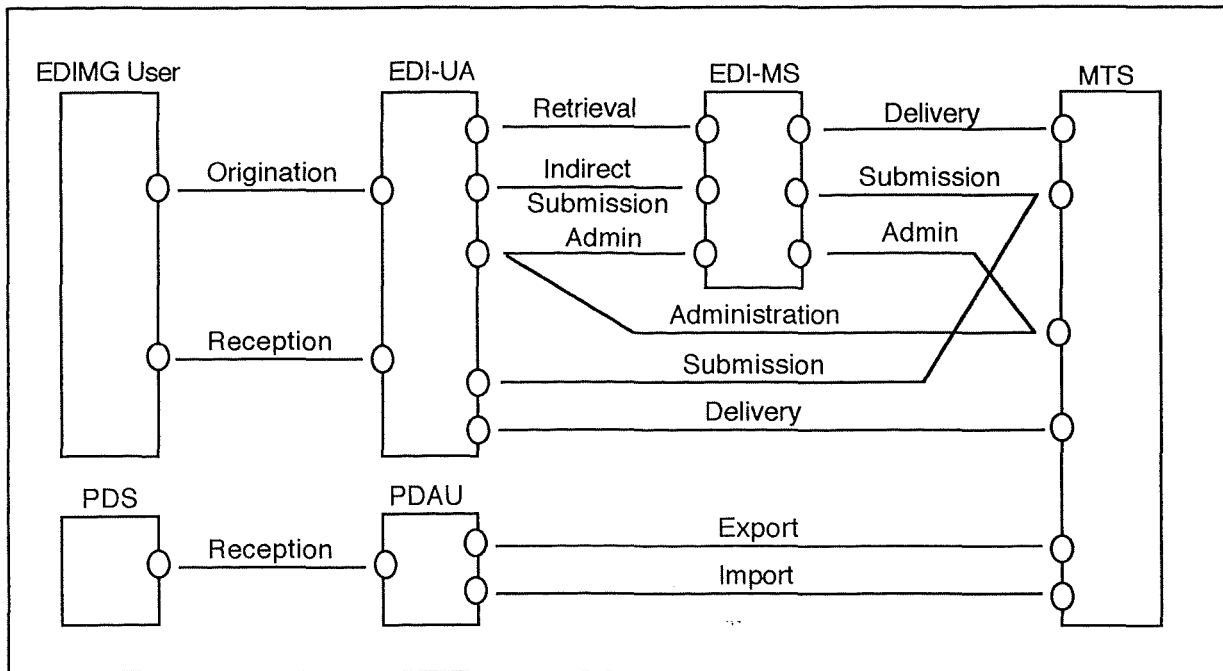 EDIMG User
EDI-UA
EDI-MS
MTS
Retrieval
Delivery
Origination
Indirect
Submission
Submission
Admin
Admin
Administration
Reception
Submission
Delivery
PDS
PDAU
Export
Reception
Import